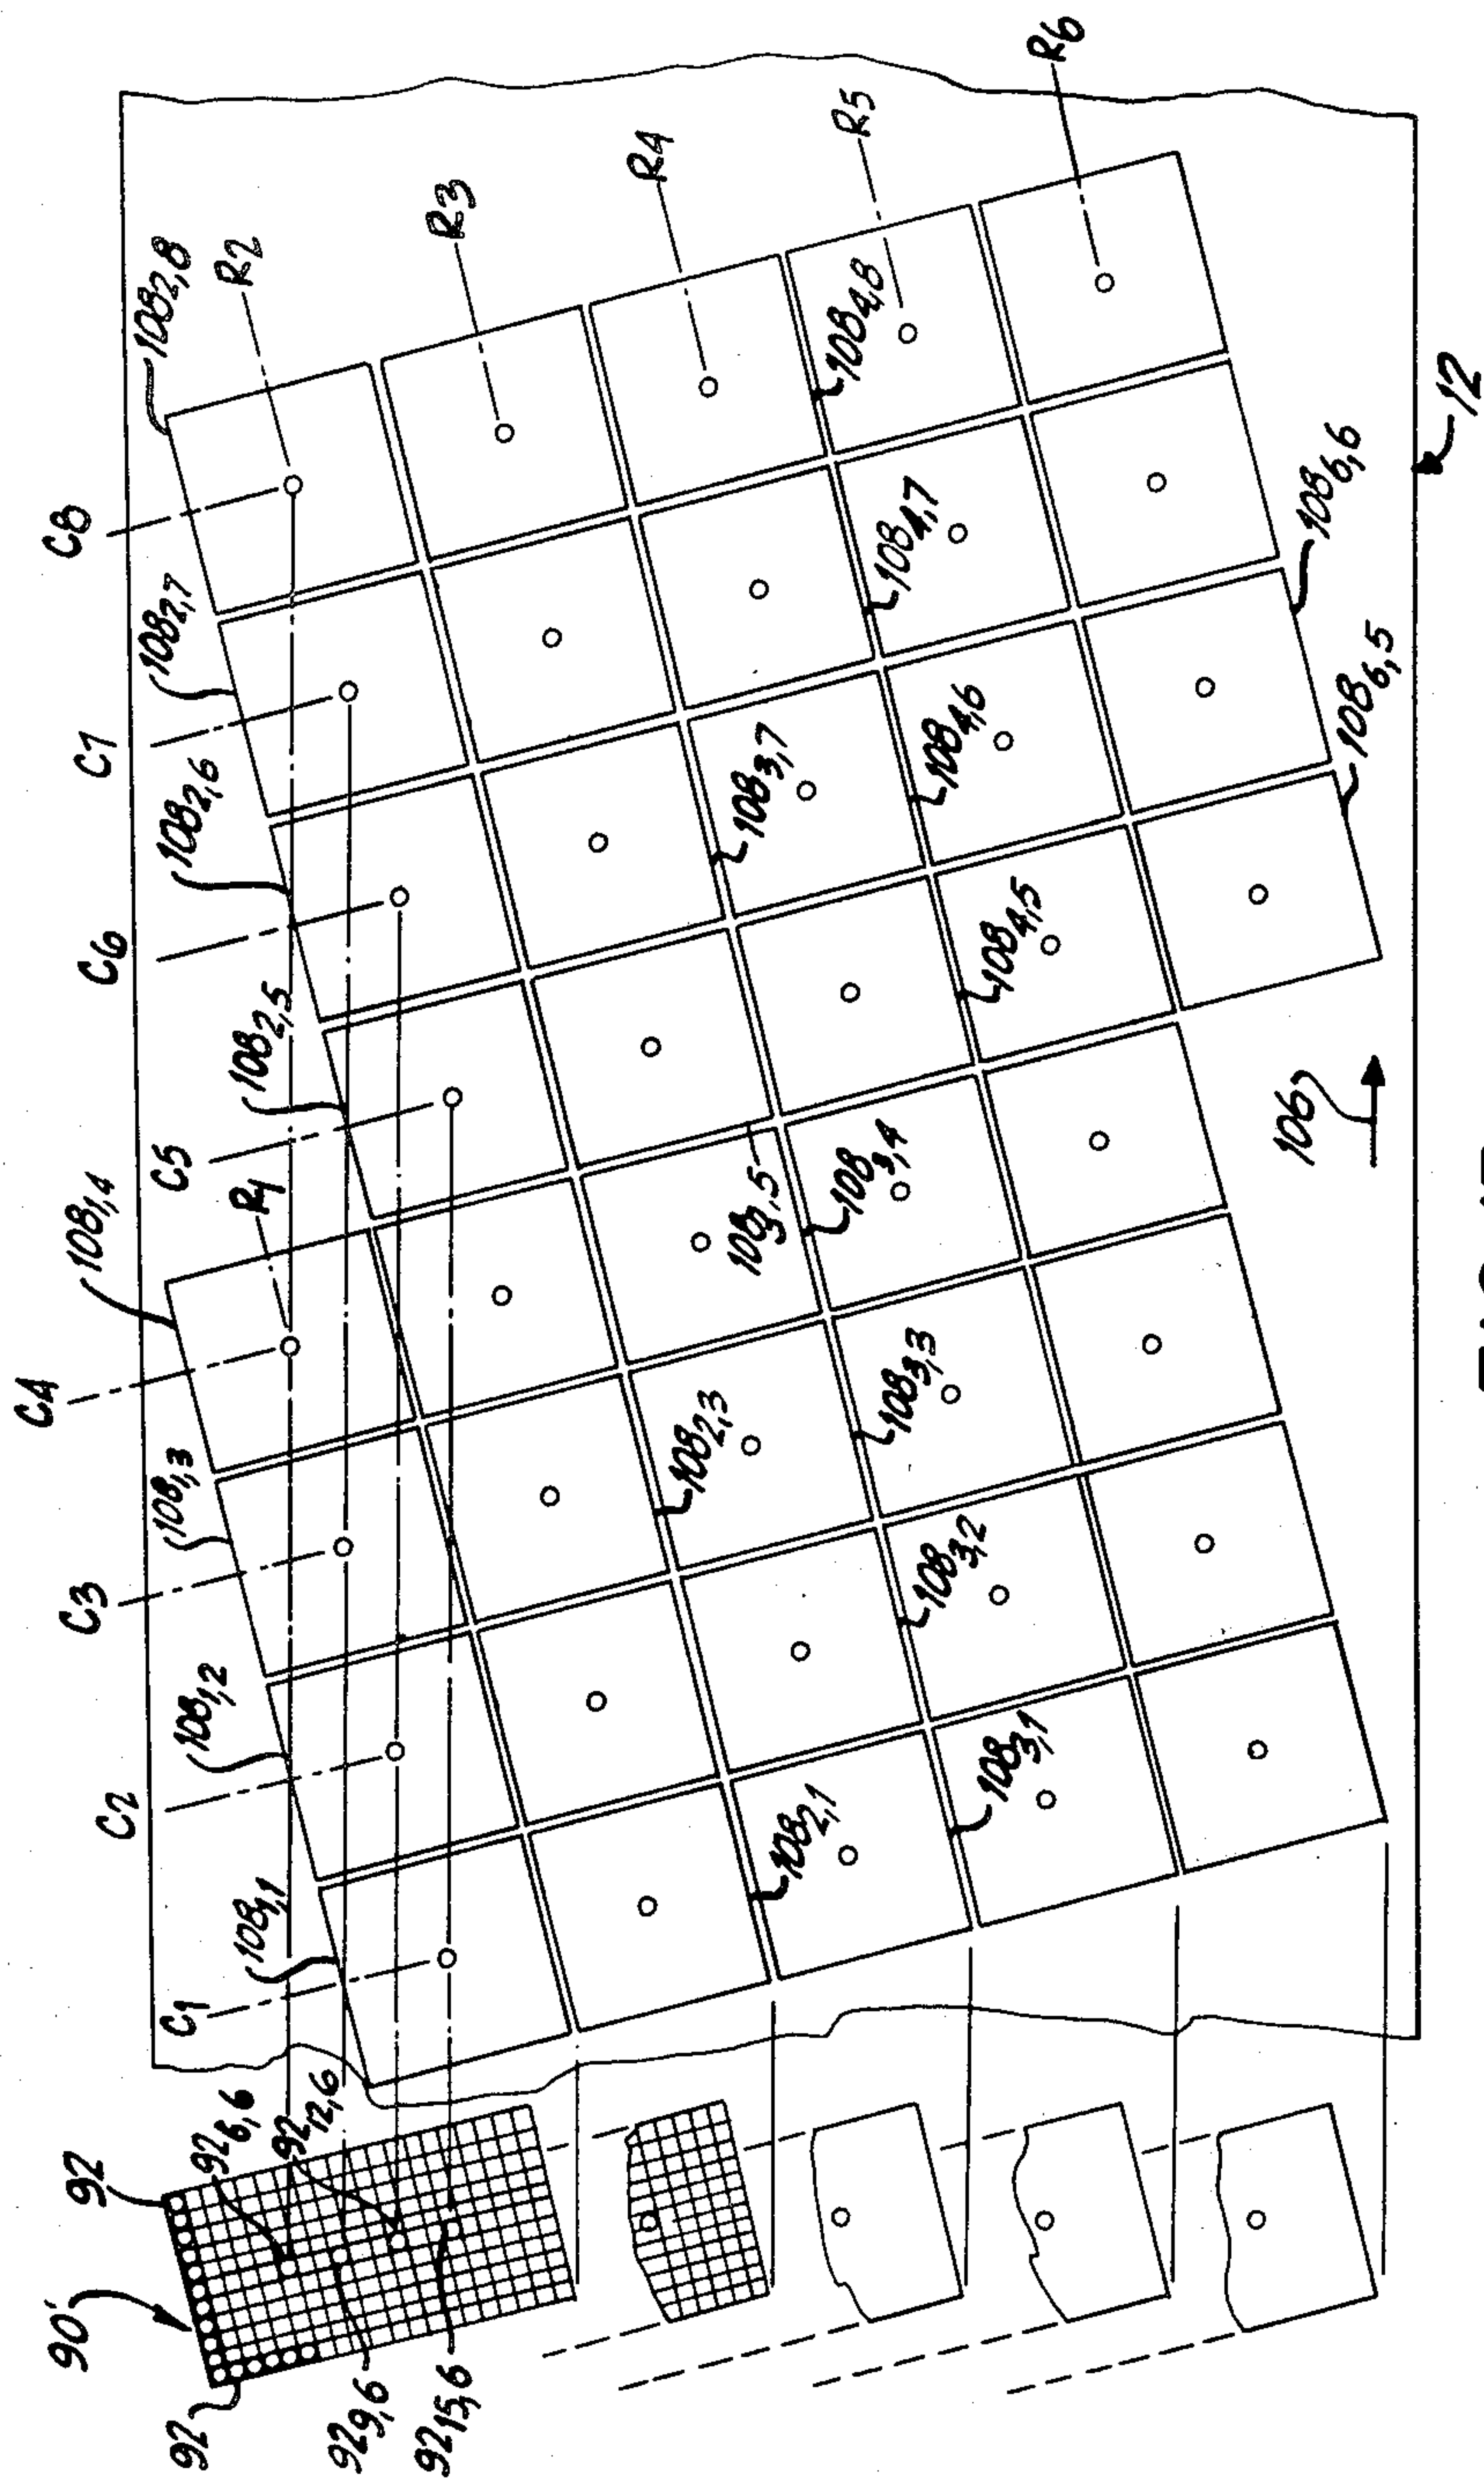 R6
R5
R4
R3
R2
108₂,₈
C8
108₂,₇
C7
108₂,₆
C6
108₂,₅
C5
R1
108₁,₄
C4
108₁,₃
C3
108₁,₂
C2
108₁,₁
C1
108₄,₈
108₄,₇
108₄,₆
108₄,₅
108₃,₇
108₃,₅
108₃,₄
108₃,₃
108₃,₂
108₃,₁
108₂,₃
108₂,₁
108₆,₆
108₆,₅
12
106
90'
92
92₆,₆
92₁₂,₆
92
92₉,₆
92₁₅,₆